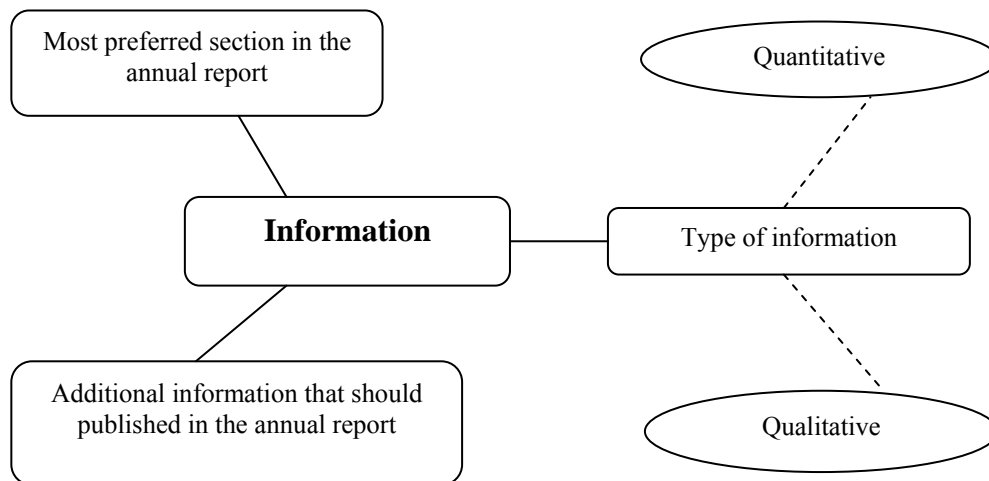 Most preferred section in the
annual report
Quantitative
Information
Type of information
Additional information that should
published in the annual report
Qualitative